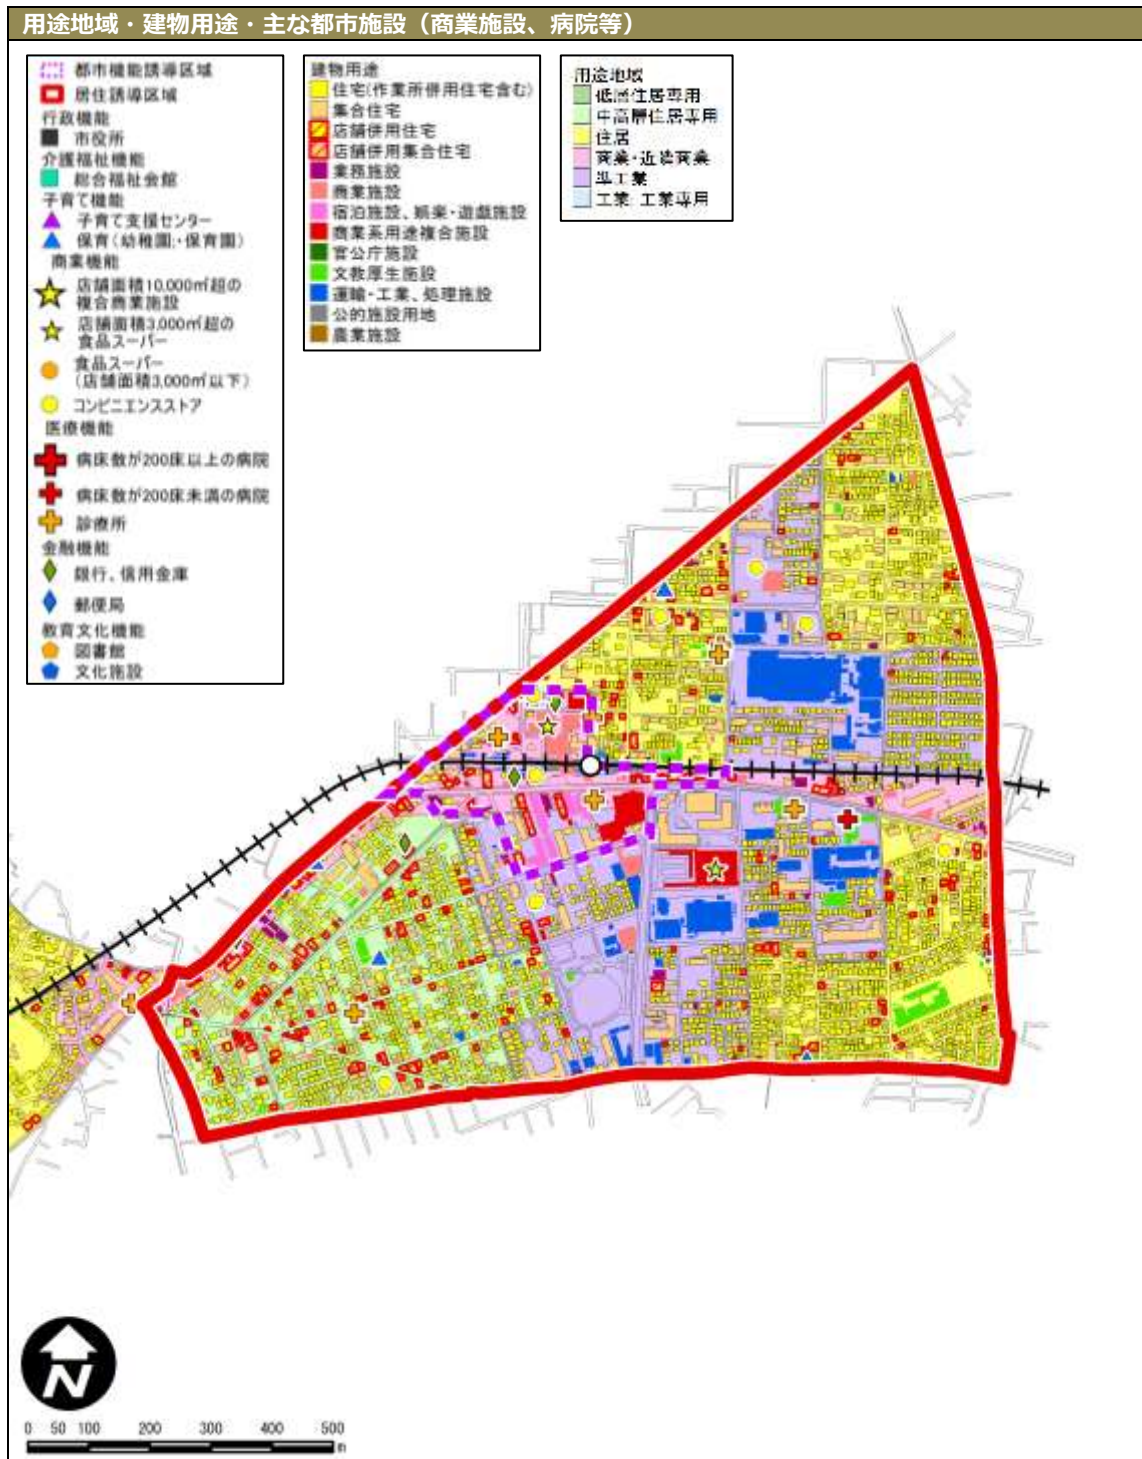 用途地域・建物用途・主な都市施設（商業施設、病院等）
都市機能誘導区域
居住誘導区域
行政機能
市役所
介護福祉機能
総合福祉会館
子育て機能
子育て支援センター
保育（幼稚園・保育園）
商業機能
店舗面積10,000㎡超の
複合商業施設
店舗面積3,000㎡超の
食品スーパー
食品スーパー
（店舗面積3,000㎡以下）
コンビニエンスストア
医療機能
病床数が200床以上の病院
病床数が200床未満の病院
診療所
金融機能
銀行、信用金庫
郵便局
教育文化機能
図書館
文化施設
建物用途
住宅(作業所併用住宅含む)
集合住宅
店舗併用住宅
店舗併用集合住宅
業務施設
商業施設
宿泊施設、娯楽・遊戯施設
商業系用途複合施設
官公庁施設
文教厚生施設
運輸・工業、処理施設
公的施設用地
農業施設
用途地域
低層住居専用
中高層住居専用
住居
商業・近隣商業
準工業
工業・工業専用
N
0 50 100 200 300 400 500
m